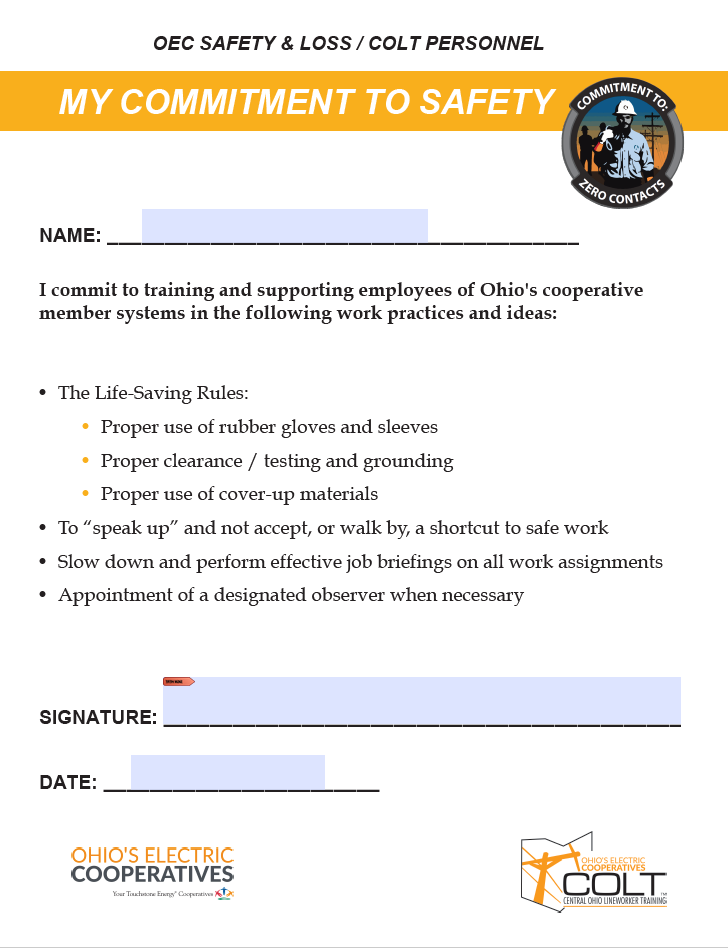 OEC SAFETY & LOSS / COLT PERSONNEL
MY COMMITMENT TO SAFETY
COMMITMENT TO:
ZERO CONTACTS
NAME:
I commit to training and supporting employees of Ohio's cooperative
member systems in the following work practices and ideas:
• The Life-Saving Rules:
• Proper use of rubber gloves and sleeves
• Proper clearance / testing and grounding
• Proper use of cover-up materials
• To “speak up” and not accept, or walk by, a shortcut to safe work
• Slow down and perform effective job briefings on all work assignments
• Appointment of a designated observer when necessary
SIGNATURE:
DATE:
OHIO'S ELECTRIC
COOPERATIVES
Your Touchstone Energy® Cooperatives
OHIO'S ELECTRIC
COOPERATIVES
COLT™
CENTRAL OHIO LINEWORKER TRAINING